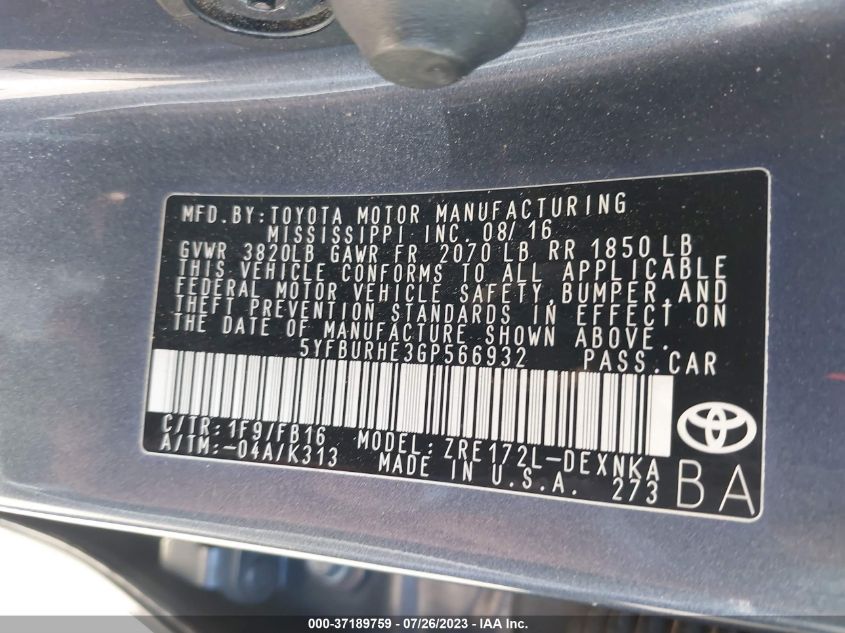 MFD. BY: TOYOTA MOTOR MANUFACTURING
MISSISSIPPI INC. 08/16
GVWR 3820LB GAWR FR 2070LB RR 1850LB
THIS VEHICLE CONFORMS TO ALL APPLICABLE
FEDERAL MOTOR VEHICLE SAFETY, BUMPER, AND
THEFT PREVENTION STANDARDS IN EFFECT ON
THE DATE OF MANUFACTURE SHOWN ABOVE.
5YFBURHE3GP566932 PASS. CAR
C/TR: 1F9/FB16 MODEL: ZRE172L-DEXNKA
A/TM: -04A/K313 MADE IN U.S.A. 273
BA
000-37189759 / 07/26/2023 - IAA Inc.